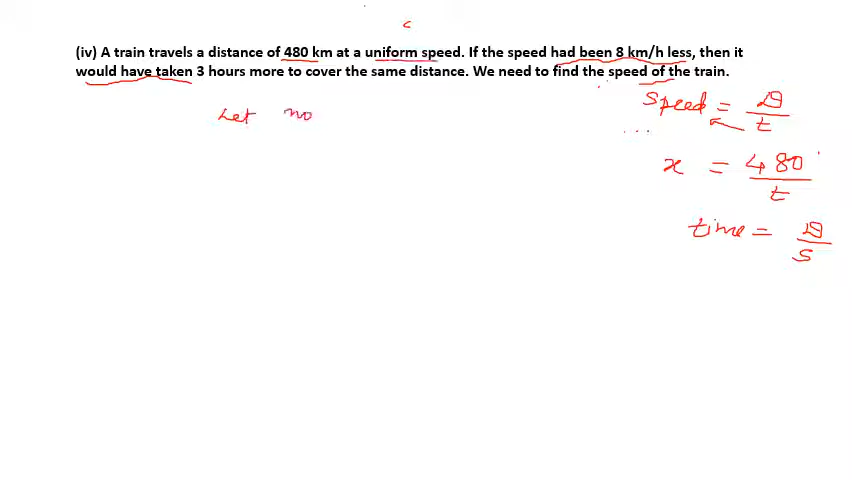 c
(iv) A train travels a distance of 480 km at a uniform speed. If the speed had been 8 km/h less, then it
would have taken 3 hours more to cover the same distance. We need to find the speed of the train.
Let no
speed = D/t
x = 480/t
time = D/s